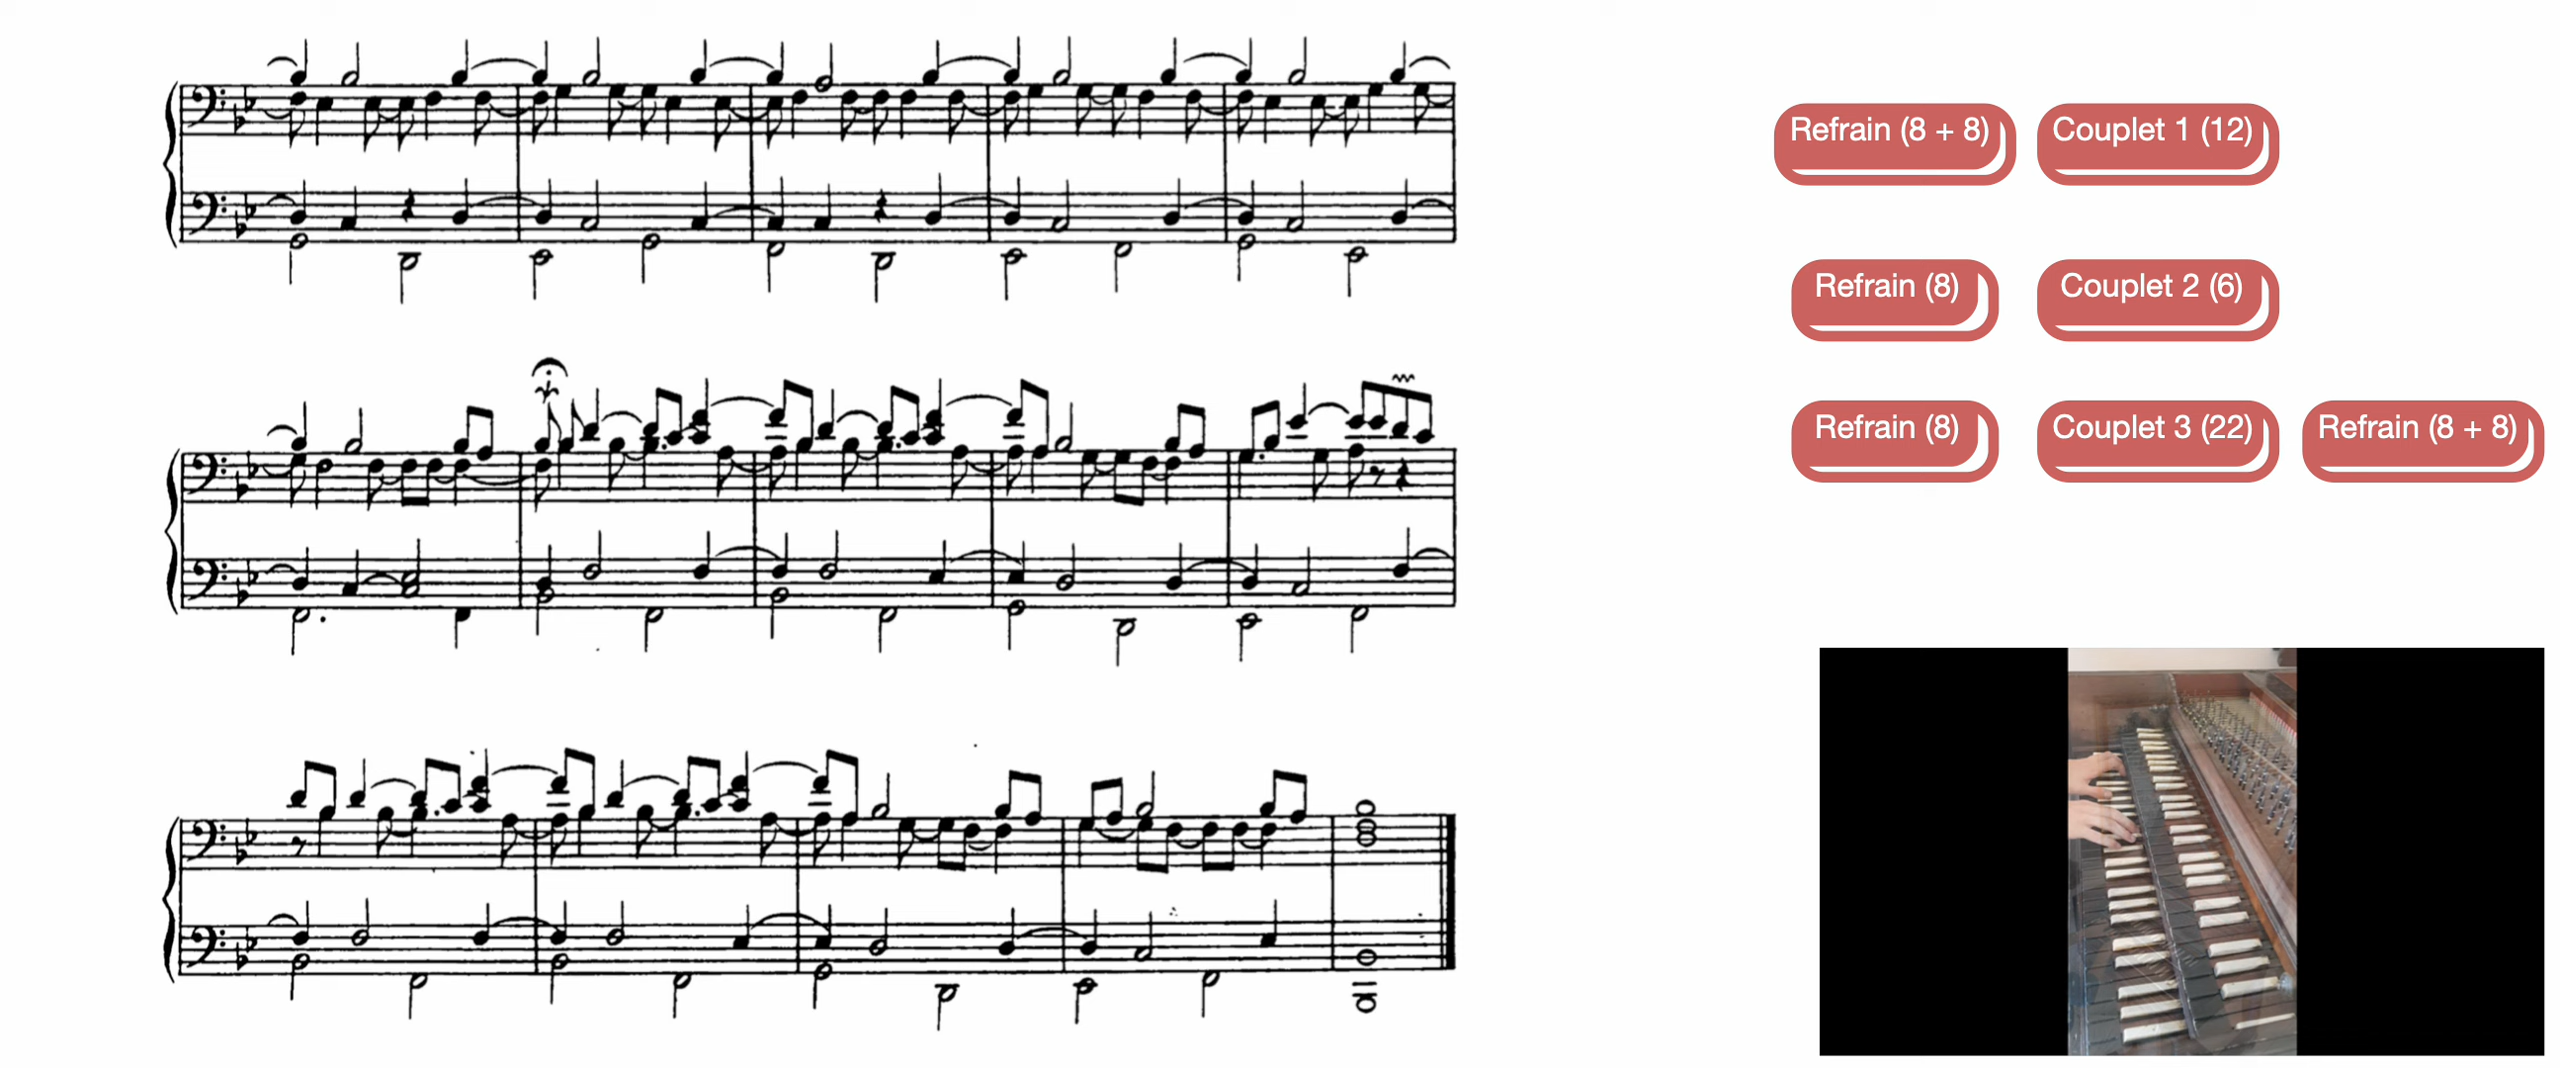 Refrain (8 + 8) Couplet 1 (12)
Refrain (8) Couplet 2 (6)
Refrain (8) Couplet 3 (22) Refrain (8 + 8)